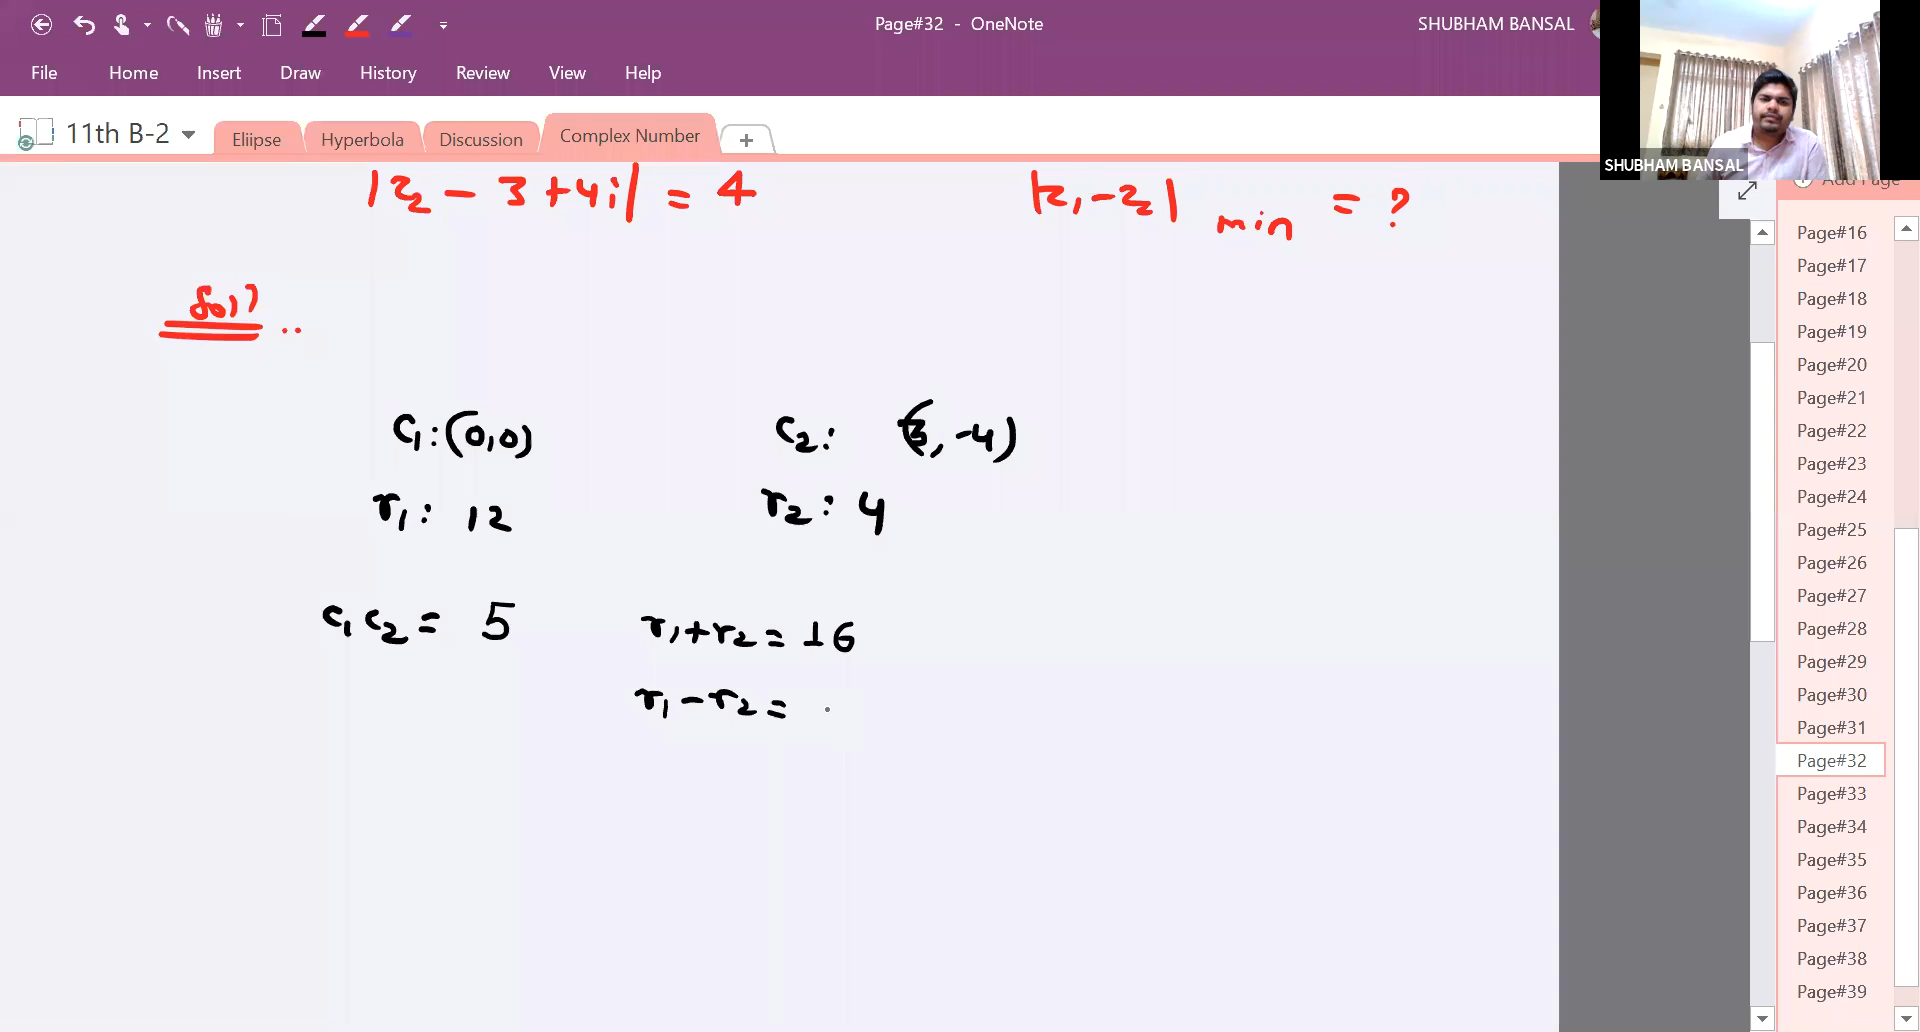 Page#32 - OneNote
SHUBHAM BANSAL
File Home Insert Draw History Review View Help
11th B-2
Eliipse Hyperbola Discussion Complex Number +
SHUBHAM BANSAL
Add Page
|z₂ - 3 + 4i| = 4
|z₁ - z₂| min = ?
Solⁿ ..
C₁ : (0,0)
C₂ : (3, -4)
r₁ : 12
r₂ : 4
C₁C₂ = 5
r₁ + r₂ = 16
r₁ - r₂ =
Page#16
Page#17
Page#18
Page#19
Page#20
Page#21
Page#22
Page#23
Page#24
Page#25
Page#26
Page#27
Page#28
Page#29
Page#30
Page#31
Page#32
Page#33
Page#34
Page#35
Page#36
Page#37
Page#38
Page#39